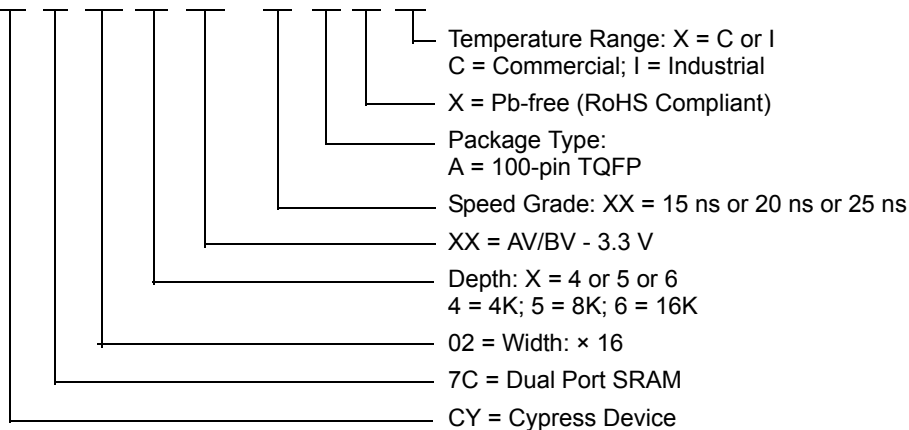 Temperature Range: X = C or I
C = Commercial; I = Industrial
X = Pb-free (RoHS Compliant)
Package Type:
A = 100-pin TQFP
Speed Grade: XX = 15 ns or 20 ns or 25 ns
XX = AV/BV - 3.3 V
Depth: X = 4 or 5 or 6
4 = 4K; 5 = 8K; 6 = 16K
02 = Width: × 16
7C = Dual Port SRAM
CY = Cypress Device